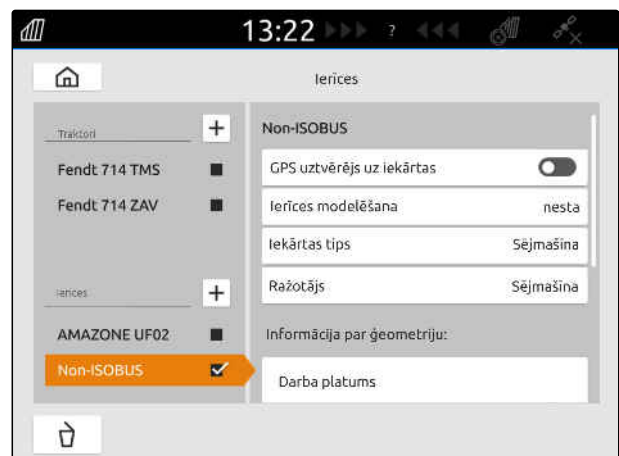 13:22 ?
Ierīces
Traktori
Fendt 714 TMS
Fendt 714 ZAV
Ierīces
AMAZONE UF02
Non-ISOBUS
Non-ISOBUS
GPS uztvērējs uz iekārtas
Ierīces modelēšana nesta
Iekārtas tips Sējmašīna
Ražotājs Sējmašīna
Informācija par ģeometriju:
Darba platums